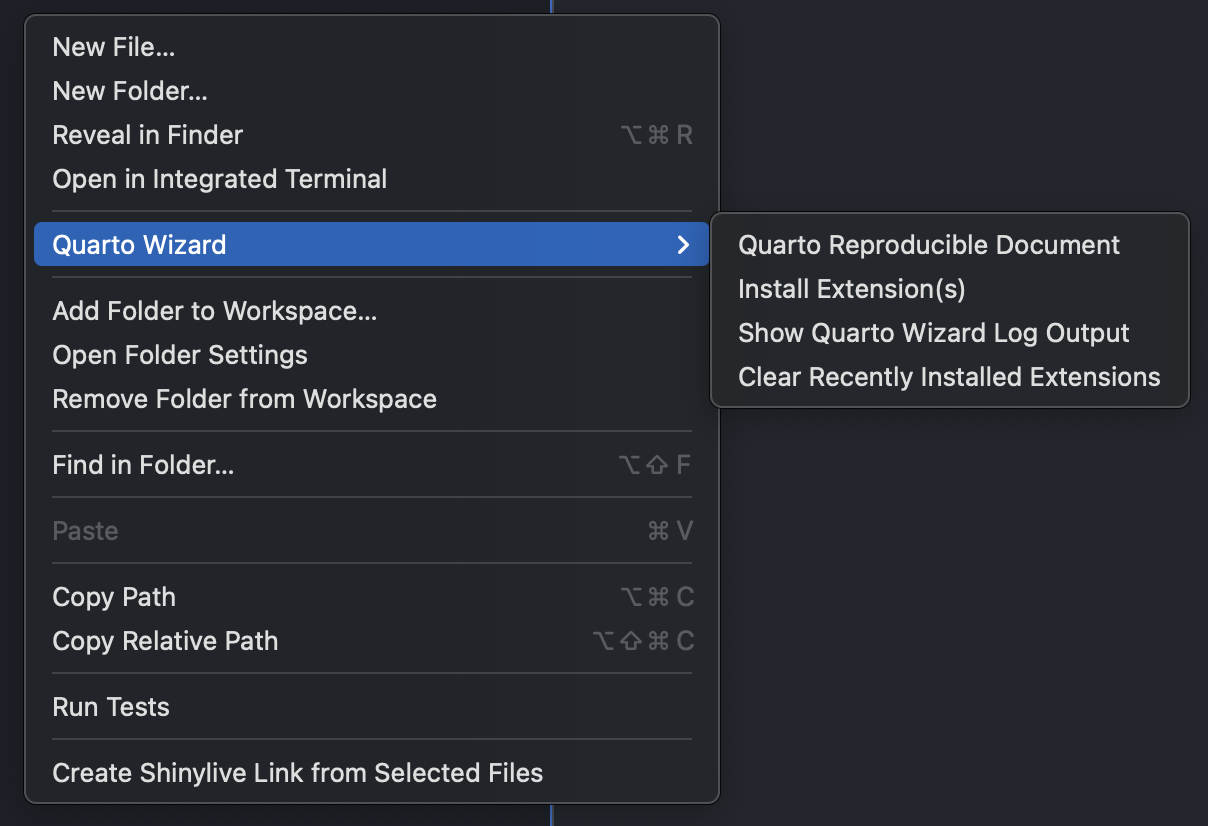 New File...
New Folder...
Reveal in Finder ⌥⌘R
Open in Integrated Terminal
Quarto Wizard
Quarto Reproducible Document
Install Extension(s)
Show Quarto Wizard Log Output
Clear Recently Installed Extensions
Add Folder to Workspace...
Open Folder Settings
Remove Folder from Workspace
Find in Folder... ⌥⇧F
Paste ⌘V
Copy Path ⌥⌘C
Copy Relative Path ⌥⇧⌘C
Run Tests
Create Shinylive Link from Selected Files